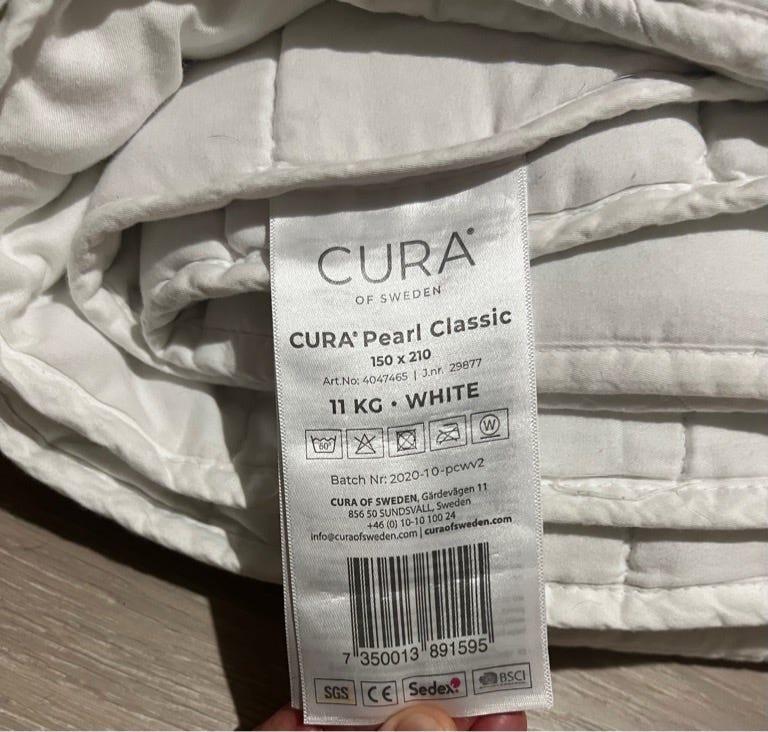 CURA®
OF SWEDEN
CURA® Pearl Classic
150 x 210
Art.No: 4047465 | J.nr. 29877
11 KG • WHITE
60°
W
Batch Nr: 2020-10-pcwv2
CURA OF SWEDEN, Gärdevägen 11
856 50 SUNDSVALL, Sweden
+46 (0) 10-10 100 24
info@curaofsweden.com | curaofsweden.com
7 350013 891595
SGS CE Sedex BSCI